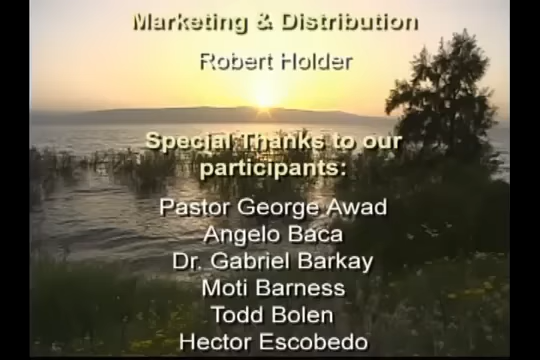 Marketing & Distribution
Robert Holder
Special Thanks to our
participants:
Pastor George Awad
Angelo Baca
Dr. Gabriel Barkay
Moti Barness
Todd Bolen
Hector Escobedo